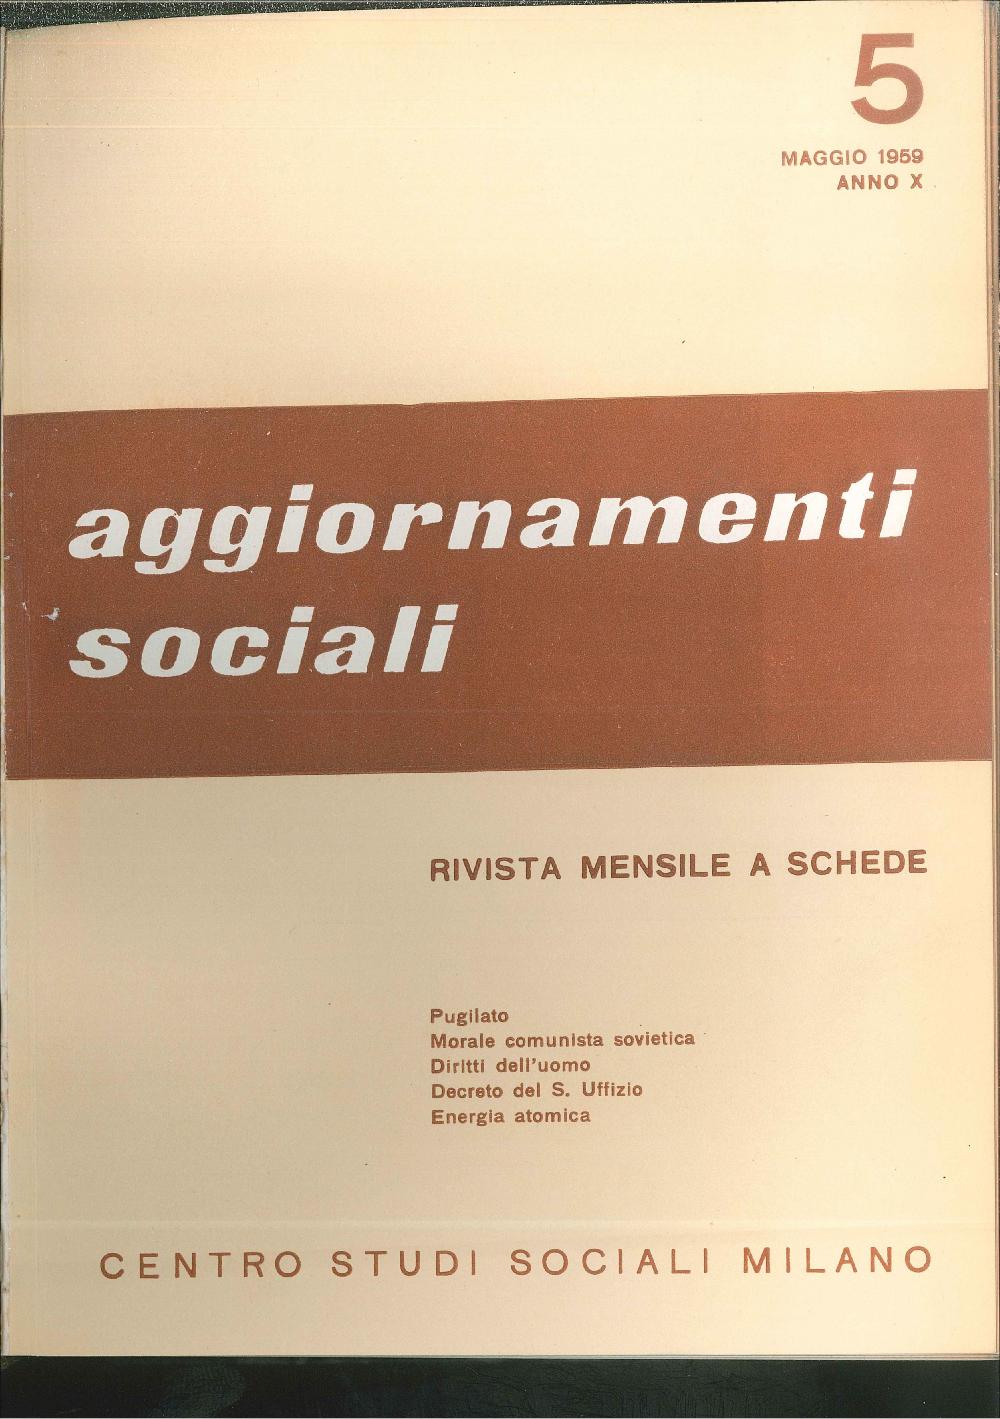 5
MAGGIO 1959
ANNO X
aggiornamenti
sociali
RIVISTA MENSILE A SCHEDE
Pugilato
Morale comunista sovietica
Diritti dell'uomo
Decreto del S. Uffizio
Energia atomica
CENTRO STUDI SOCIALI MILANO